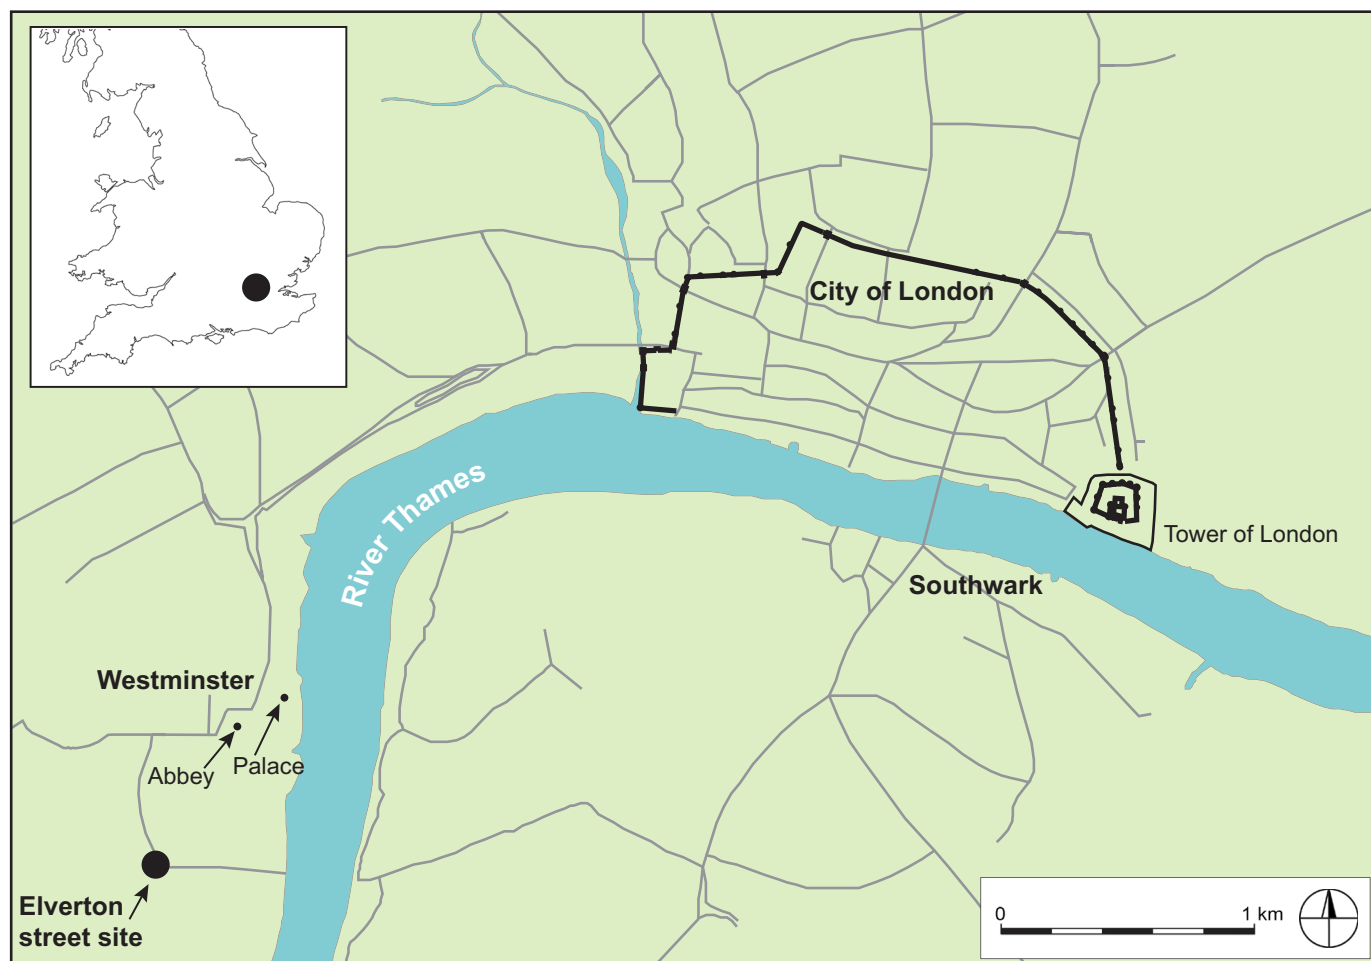 City of London
River Thames
Tower of London
Southwark
Westminster
Abbey
Palace
Elverton
street site
0
1 km